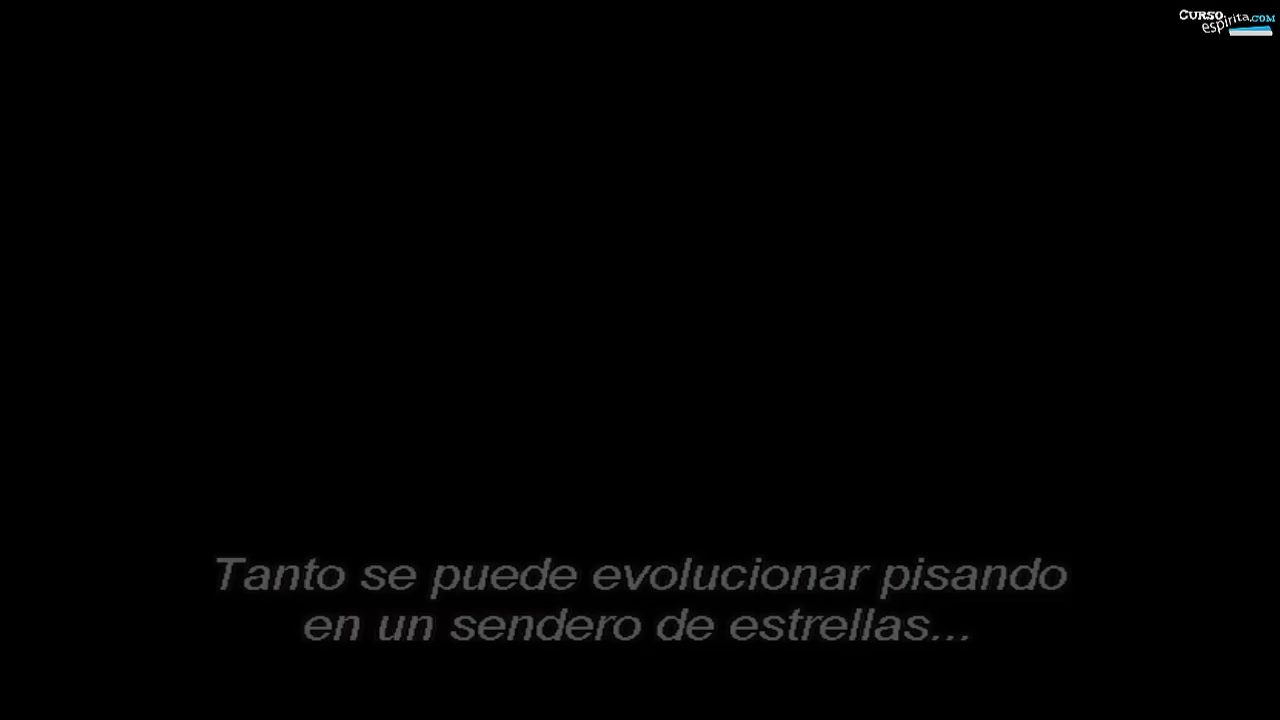 Curso
espirita.com
Tanto se puede evolucionar pisando
en un sendero de estrellas...